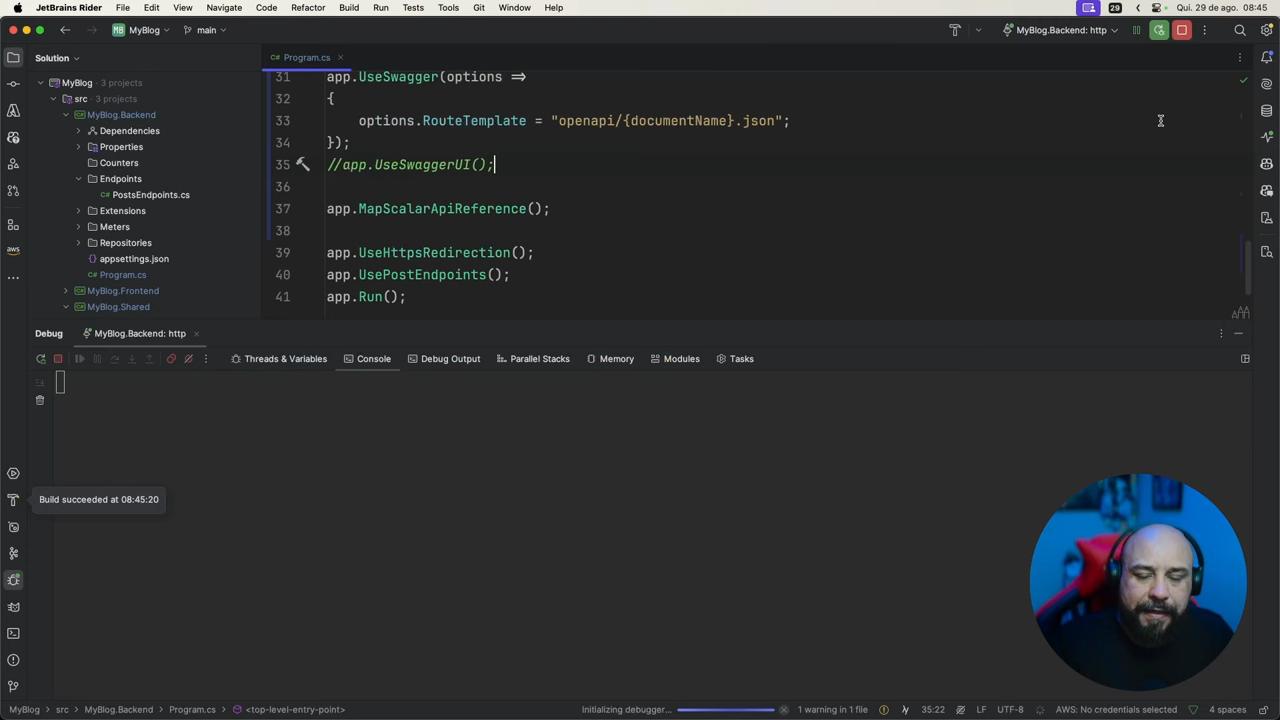 JetBrains Rider File Edit View Navigate Code Refactor Build Run Tests Tools Git Window Help 29 Qui. 29 de ago. 08:45
MB MyBlog main MyBlog.Backend: http
Solution
C# Program.cs
MyBlog 3 projects
src 3 projects
MyBlog.Backend
Dependencies
Properties
Counters
Endpoints
PostsEndpoints.cs
Extensions
Meters
Repositories
appsettings.json
Program.cs
MyBlog.Frontend
MyBlog.Shared
31 app.UseSwagger(options =>
32 {
33 options.RouteTemplate = "openapi/{documentName}.json";
34 });
35 //app.UseSwaggerUI();
36
37 app.MapScalarApiReference();
38
39 app.UseHttpsRedirection();
40 app.UsePostEndpoints();
41 app.Run();
Debug MyBlog.Backend: http
Threads & Variables Console Debug Output Parallel Stacks Memory Modules Tasks
aws
Build succeeded at 08:45:20
MyBlog src MyBlog.Backend Program.cs <top-level-entry-point> Initializing debugger... 1 warning in 1 file 35:22 LF UTF-8 AWS: No credentials selected 4 spaces